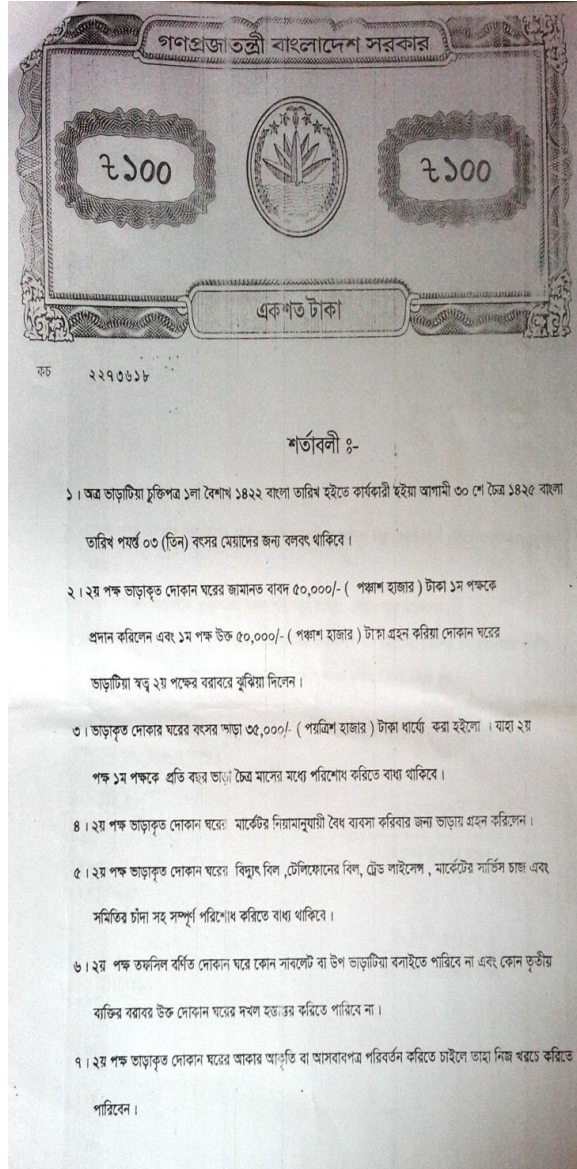 গণপ্রজাতন্ত্রী বাংলাদেশ সরকার
৳১০০
৳১০০
একশত টাকা
কচ ২২৭৩৬১৮
শর্তাবলী ঃ-
১। অত্র ভাড়াটিয়া চুক্তিপত্র ১লা বৈশাখ ১৪২২ বাংলা তারিখ হইতে কার্যকারী হইয়া আগামী ৩০ শে চৈত্র ১৪২৫ বাংলা
তারিখ পযর্ন্ত ০৩ (তিন) বৎসর মেয়াদের জন্য বলবৎ থাকিবে।
২। ২য় পক্ষ ভাড়াকৃত দোকান ঘরের জামানত বাবদ ৫০,০০০/- ( পঞ্চাশ হাজার ) টাকা ১ম পক্ষকে
প্রদান করিলেন এবং ১ম পক্ষ উক্ত ৫০,০০০/- ( পঞ্চাশ হাজার ) টাকা গ্রহন করিয়া দোকান ঘরের
ভাড়াটিয়া স্বত্ব ২য় পক্ষের বরাবরে বুঝিয়া দিলেন।
৩। ভাড়াকৃত দোকার ঘরের বৎসর ভাড়া ৩৫,০০০/- ( পয়ত্রিশ হাজার ) টাকা ধার্য্যে করা হইলো । যাহা ২য়
পক্ষ ১ম পক্ষকে প্রতি বছর ভাড়া চৈত্র মাসের মধ্যে পরিশোধ করিতে বাধ্য থাকিবে।
৪। ২য় পক্ষ ভাড়াকৃত দোকান ঘরের মার্কেটর নিয়ামানুযায়ী বৈধ ব্যবসা করিবার জন্য ভাড়ায় গ্রহন করিলেন।
৫। ২য় পক্ষ ভাড়াকৃত দোকান ঘরের বিদ্যুৎ বিল ,টেলিফোনের বিল, ট্রেড লাইসেন্স , মার্কেটের সার্ভিস চাজ এবং
সমিতির চাঁদা সহ সম্পূর্ণ পরিশোধ করিতে বাধ্য থাকিবে।
৬। ২য় পক্ষ তফসিল বর্ণিত দোকান ঘরে কোন সাবলেট বা উপ ভাড়াটিয়া বসাইতে পারিবে না এবং কোন তৃতীয়
ব্যক্তির বরাবর উক্ত দোকান ঘরের দখল হস্তান্তর করিতে পারিবে না।
৭। ২য় পক্ষ ভাড়াকৃত দোকান ঘরের আকার আকৃতি বা আসবাবপত্র পরিবর্তন করিতে চাইলে তাহা নিজ খরচে করিতে
পারিবেন।